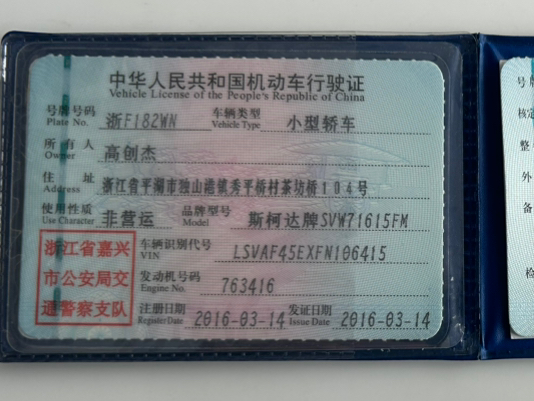 中华人民共和国机动车行驶证
Vehicle License of the People's Republic of China
号牌号码 浙F182WN 车辆类型 小型轿车
Plate No. Vehicle Type
所有人 高创杰
Owner
住址 浙江省平湖市独山港镇秀平桥村茶坊桥104号
Address
使用性质 非营运 品牌型号 斯柯达牌SVW71615FM
Use Character Model
浙江省嘉兴
市公安局交
通警察支队
车辆识别代号 LSVAF45EXFN106415
VIN
发动机号码 763416
Engine No.
注册日期 2016-03-14 发证日期 2016-03-14
Register Date Issue Date
号
核定
整
外
备
检